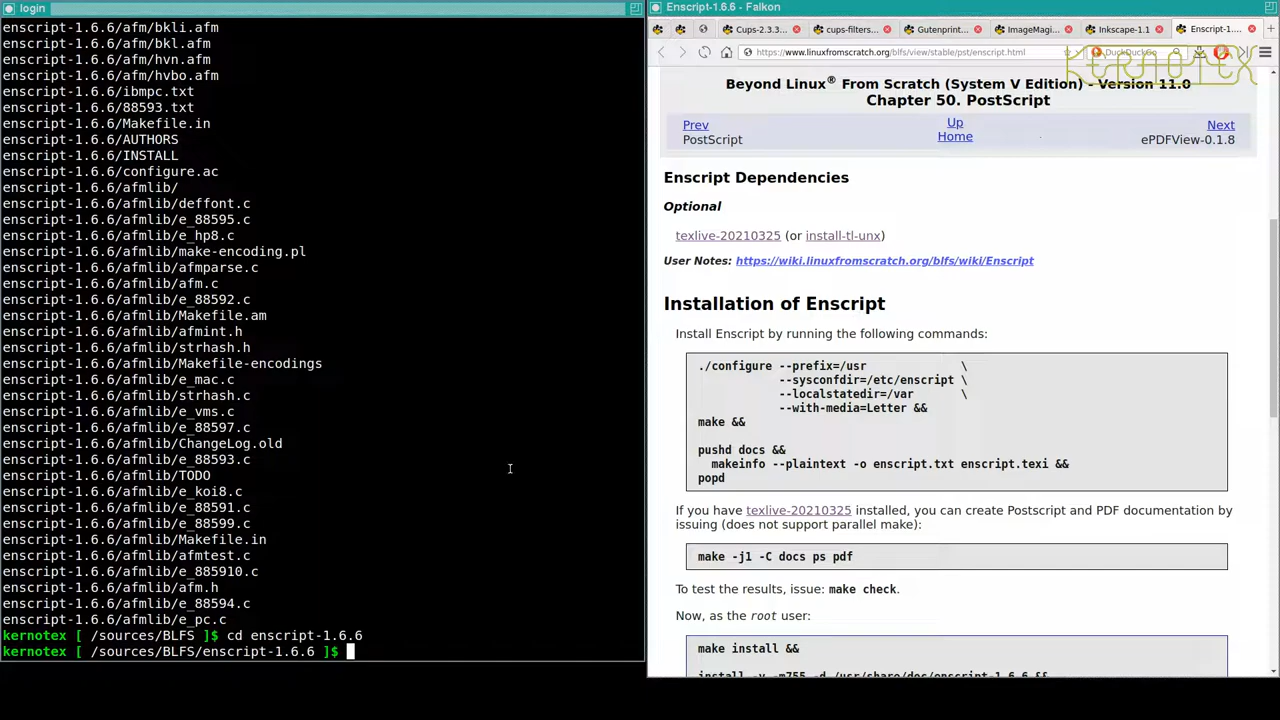 login
enscript-1.6.6/afm/bkli.afm
enscript-1.6.6/afm/bkl.afm
enscript-1.6.6/afm/hvn.afm
enscript-1.6.6/afm/hvbo.afm
enscript-1.6.6/ibmpc.txt
enscript-1.6.6/88593.txt
enscript-1.6.6/Makefile.in
enscript-1.6.6/AUTHORS
enscript-1.6.6/INSTALL
enscript-1.6.6/configure.ac
enscript-1.6.6/afmlib/
enscript-1.6.6/afmlib/deffont.c
enscript-1.6.6/afmlib/e_88595.c
enscript-1.6.6/afmlib/e_hp8.c
enscript-1.6.6/afmlib/make-encoding.pl
enscript-1.6.6/afmlib/afmparse.c
enscript-1.6.6/afmlib/afm.c
enscript-1.6.6/afmlib/e_88592.c
enscript-1.6.6/afmlib/Makefile.am
enscript-1.6.6/afmlib/afmint.h
enscript-1.6.6/afmlib/strhash.h
enscript-1.6.6/afmlib/Makefile-encodings
enscript-1.6.6/afmlib/e_mac.c
enscript-1.6.6/afmlib/strhash.c
enscript-1.6.6/afmlib/e_vms.c
enscript-1.6.6/afmlib/e_88597.c
enscript-1.6.6/afmlib/ChangeLog.old
enscript-1.6.6/afmlib/e_88593.c
enscript-1.6.6/afmlib/TODO
enscript-1.6.6/afmlib/e_koi8.c
enscript-1.6.6/afmlib/e_88591.c
enscript-1.6.6/afmlib/e_88599.c
enscript-1.6.6/afmlib/Makefile.in
enscript-1.6.6/afmlib/afmtest.c
enscript-1.6.6/afmlib/e_885910.c
enscript-1.6.6/afmlib/afm.h
enscript-1.6.6/afmlib/e_88594.c
enscript-1.6.6/afmlib/e_pc.c
kernotex [ /sources/BLFS ]$ cd enscript-1.6.6
kernotex [ /sources/BLFS/enscript-1.6.6 ]$
Enscript-1.6.6 - Falkon
Cups-2.3.3... cups-filters... Gutenprint... ImageMagi... Inkscape-1.1 Enscript-1....
https://www.linuxfromscratch.org/blfs/view/stable/pst/enscript.html DuckDuckGo
KERNOTEX
Beyond Linux® From Scratch (System V Edition) - Version 11.0
Chapter 50. PostScript
Prev Up Next
PostScript Home ePDFView-0.1.8
Enscript Dependencies
Optional
texlive-20210325 (or install-tl-unx)
User Notes: https://wiki.linuxfromscratch.org/blfs/wiki/Enscript
Installation of Enscript
Install Enscript by running the following commands:
./configure --prefix=/usr \
--sysconfdir=/etc/enscript \
--localstatedir=/var \
--with-media=Letter &&
make &&
pushd docs &&
makeinfo --plaintext -o enscript.txt enscript.texi &&
popd
If you have texlive-20210325 installed, you can create Postscript and PDF documentation by
issuing (does not support parallel make):
make -j1 -C docs ps pdf
To test the results, issue: make check.
Now, as the root user:
make install &&
install -v -m755 -d /usr/share/doc/enscript-1.6.6 &&